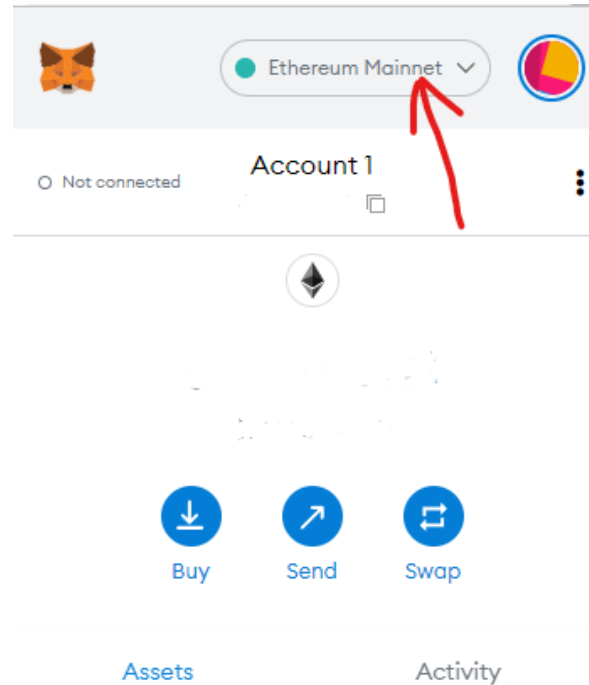 Ethereum Mainnet
Not connected
Account 1
Buy
Send
Swap
Assets
Activity